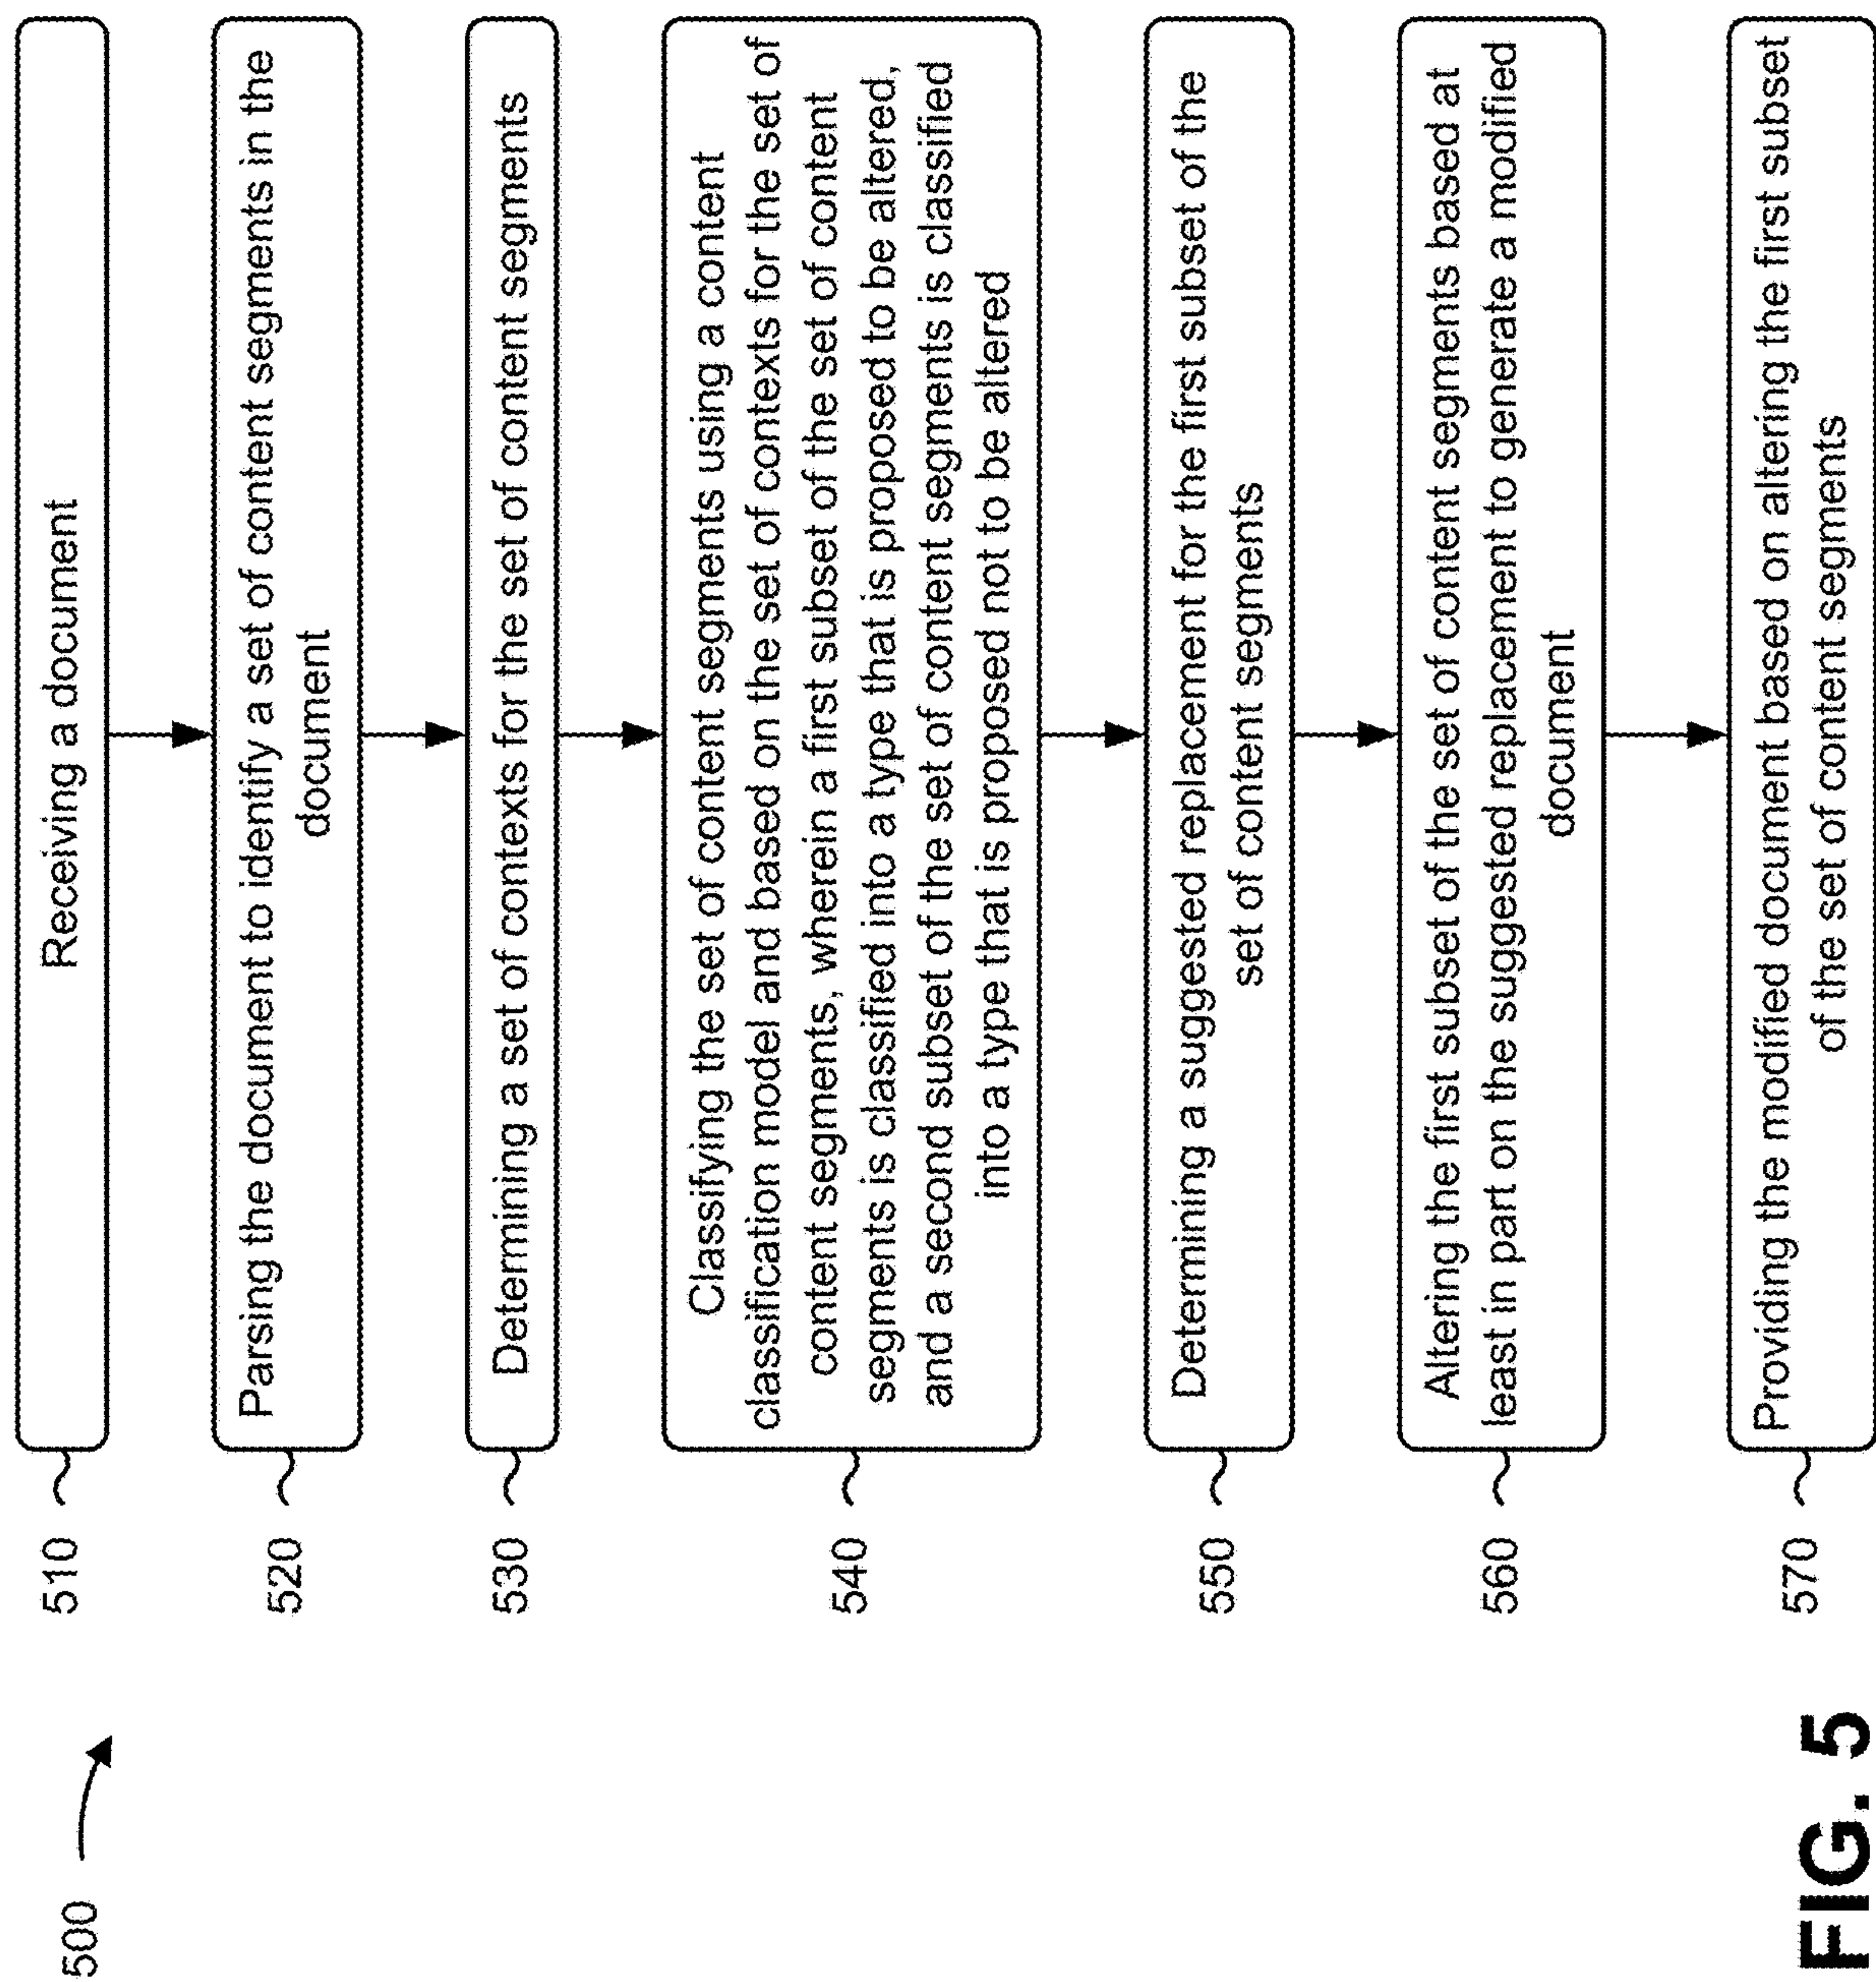 500
510
Receiving a document
520
Parsing the document to identify a set of content segments in the
document
530
Determining a set of contexts for the set of content segments
540
Classifying the set of content segments using a content
classification model and based on the set of contexts for the set of
content segments, wherein a first subset of the set of content
segments is classified into a type that is proposed to be altered,
and a second subset of the set of content segments is classified
into a type that is proposed not to be altered
550
Determining a suggested replacement for the first subset of the
set of content segments
560
Altering the first subset of the set of content segments based at
least in part on the suggested replacement to generate a modified
document
570
Providing the modified document based on altering the first subset
of the set of content segments
FIG. 5